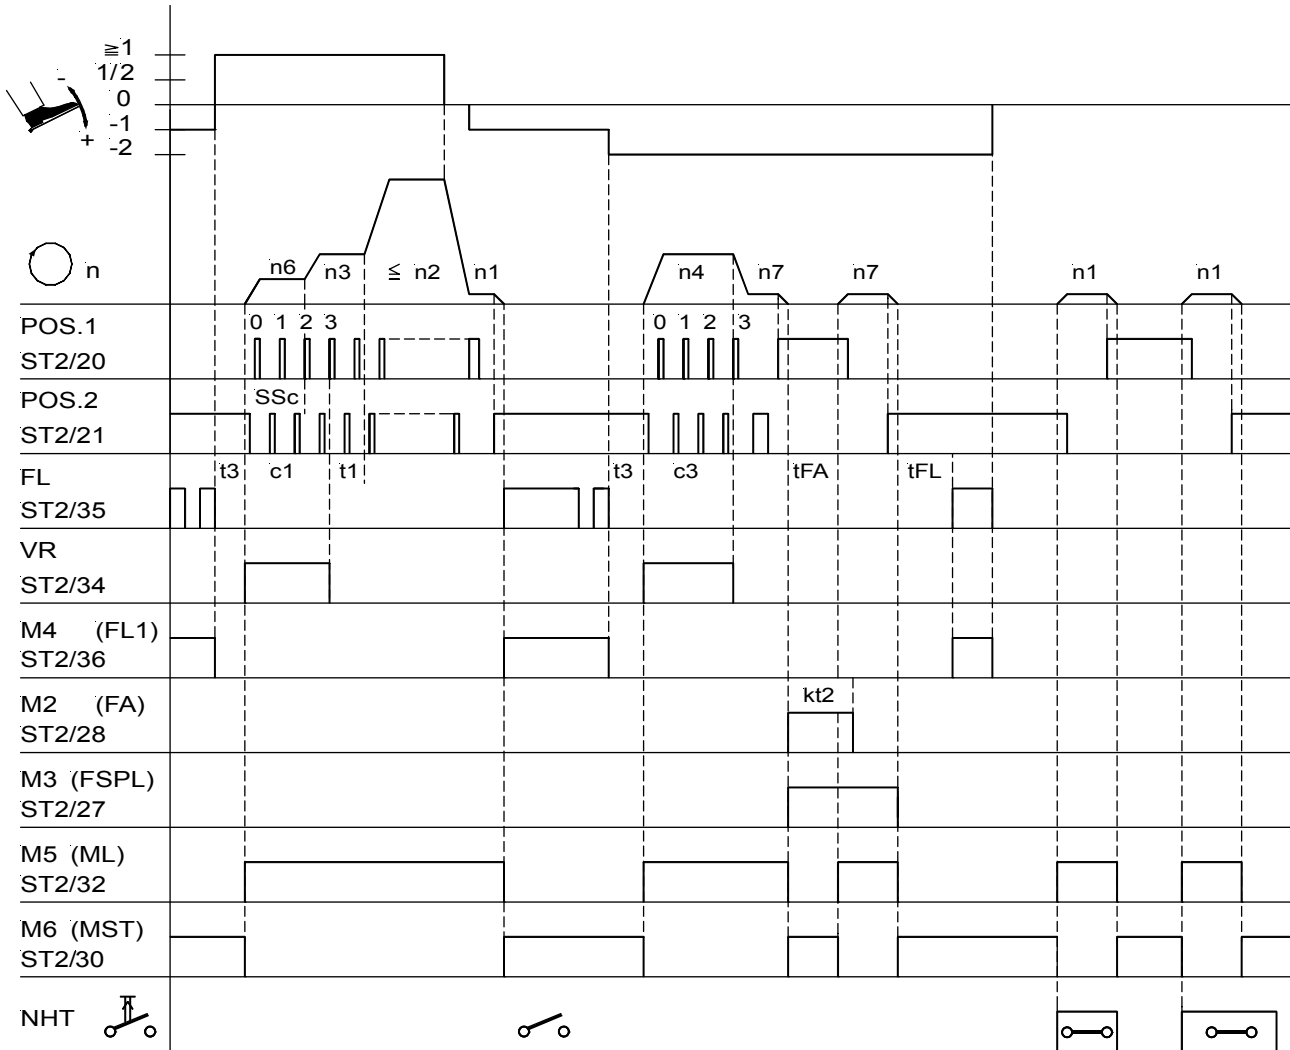 ≧1
1/2
0
-1
-2
-
+
n
n6 n3 ≦ n2 n1 n4 n7 n7 n1 n1
POS.1 0 1 2 3 0 1 2 3
ST2/20
POS.2 SSc
ST2/21
FL t3 c1 t1 t3 c3 tFA tFL
ST2/35
VR
ST2/34
M4 (FL1)
ST2/36
M2 (FA) kt2
ST2/28
M3 (FSPL)
ST2/27
M5 (ML)
ST2/32
M6 (MST)
ST2/30
NHT